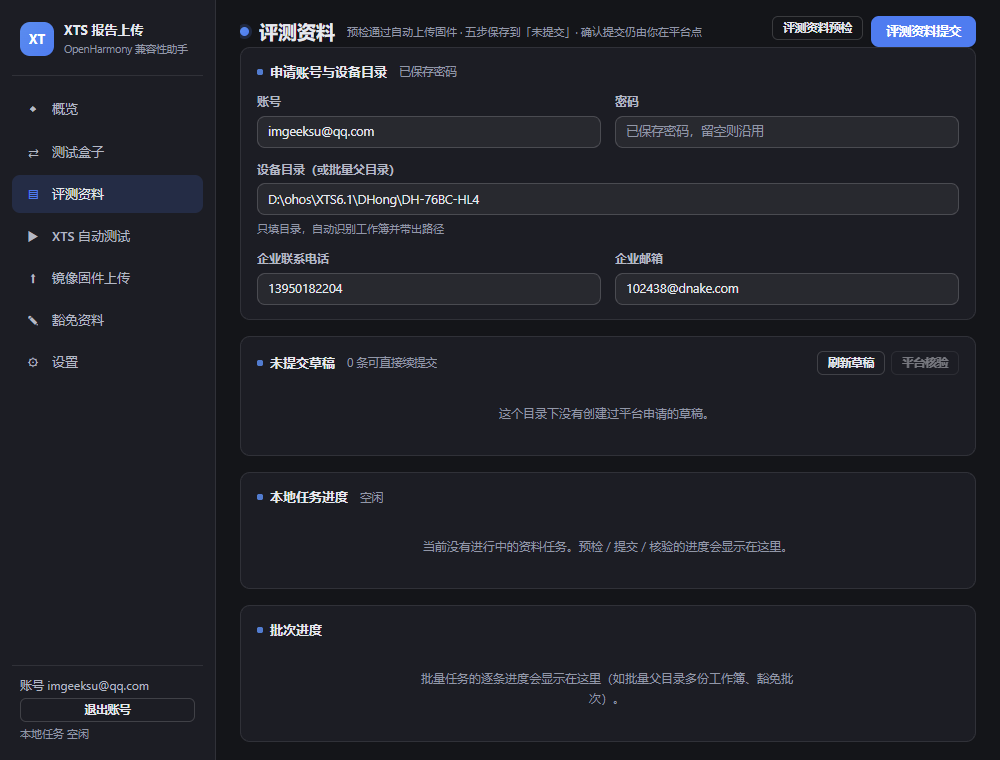 XT
XTS 报告上传
OpenHarmony 兼容性助手
概览
测试盒子
评测资料
XTS 自动测试
镜像固件上传
豁免资料
设置
账号 imgeeksu@qq.com
退出账号
本地任务 空闲
评测资料
预检通过自动上传固件 · 五步保存到「未提交」· 确认提交仍由你在平台点
评测资料预检
评测资料提交
申请账号与设备目录 已保存密码
账号
密码
imgeeksu@qq.com
已保存密码，留空则沿用
设备目录（或批量父目录）
D:\ohos\XTS6.1\DHong\DH-76BC-HL4
只填目录，自动识别工作簿并带出路径
企业联系电话
企业邮箱
13950182204
102438@dnake.com
未提交草稿 0 条可直接续提交
刷新草稿
平台核验
这个目录下没有创建过平台申请的草稿。
本地任务进度 空闲
当前没有进行中的资料任务。预检 / 提交 / 核验的进度会显示在这里。
批次进度
批量任务的逐条进度会显示在这里（如批量父目录多份工作簿、豁免批
次）。